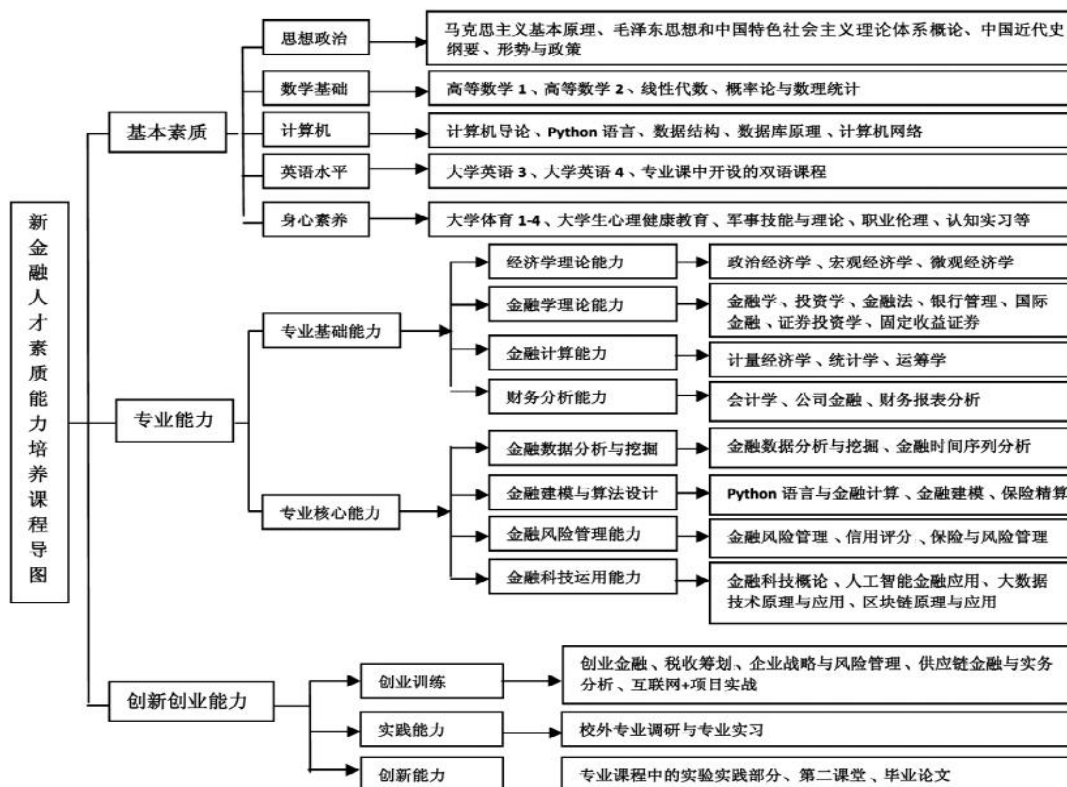 新金融人才素质能力培养课程导图
基本素质
思想政治
马克思主义基本原理、毛泽东思想和中国特色社会主义理论体系概论、中国近代史
纲要、形势与政策
数学基础
高等数学 1、高等数学 2、线性代数、概率论与数理统计
计算机
计算机导论、Python 语言、数据结构、数据库原理、计算机网络
英语水平
大学英语 3、大学英语 4、专业课中开设的双语课程
身心素养
大学体育 1-4、大学生心理健康教育、军事技能与理论、职业伦理、认知实习等
专业能力
专业基础能力
经济学理论能力
政治经济学、宏观经济学、微观经济学
金融学理论能力
金融学、投资学、金融法、银行管理、国际
金融、证券投资学、固定收益证券
金融计算能力
计量经济学、统计学、运筹学
财务分析能力
会计学、公司金融、财务报表分析
专业核心能力
金融数据分析与挖掘
金融数据分析与挖掘、金融时间序列分析
金融建模与算法设计
Python 语言与金融计算、金融建模、保险精算
金融风险管理能力
金融风险管理、信用评分、保险与风险管理
金融科技运用能力
金融科技概论、人工智能金融应用、大数据
技术原理与应用、区块链原理与应用
创新创业能力
创业训练
创业金融、税收筹划、企业战略与风险管理、供应链金融与实务
分析、互联网+项目实战
实践能力
校外专业调研与专业实习
创新能力
专业课程中的实验实践部分、第二课堂、毕业论文